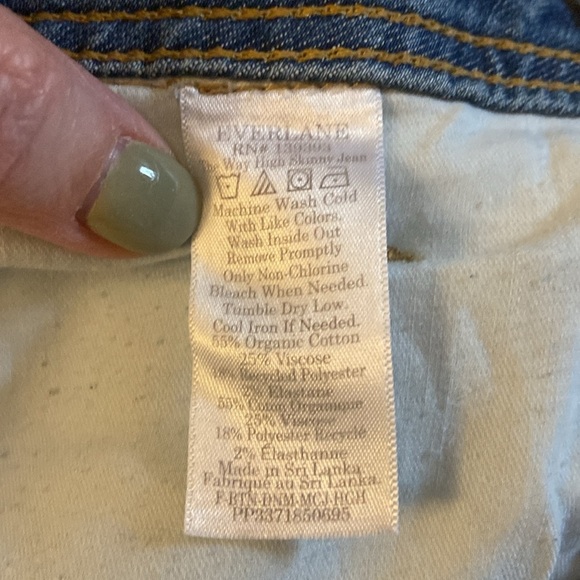 EVERLANE
RN# 139393
Way High Skinny Jean
Machine Wash Cold
With Like Colors.
Wash Inside Out
Remove Promptly
Only Non-Chlorine
Bleach When Needed.
Tumble Dry Low.
Cool Iron If Needed.
55% Organic Cotton
25% Viscose
18% Recycled Polyester
2% Elastane
55% Coton Organique
25% Viscose
18% Polyester Recyclé
2% Élasthanne
Made in Sri Lanka
Fabriqué au Sri Lanka.
F-BTN-DNM-MCJ-HGH
PP3371850695